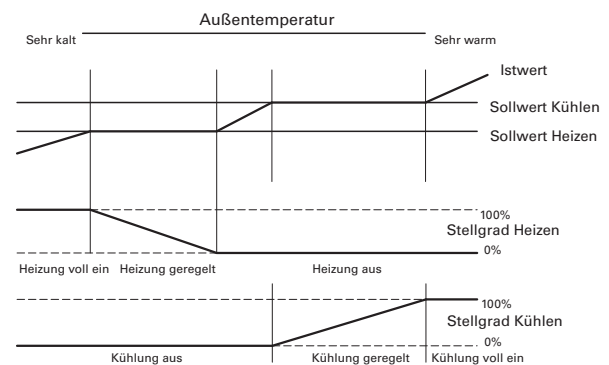 Außentemperatur
Sehr kalt
Sehr warm
Istwert
Sollwert Kühlen
Sollwert Heizen
100%
Stellgrad Heizen
0%
Heizung voll ein Heizung geregelt Heizung aus
100%
Stellgrad Kühlen
0%
Kühlung aus Kühlung geregelt Kühlung voll ein